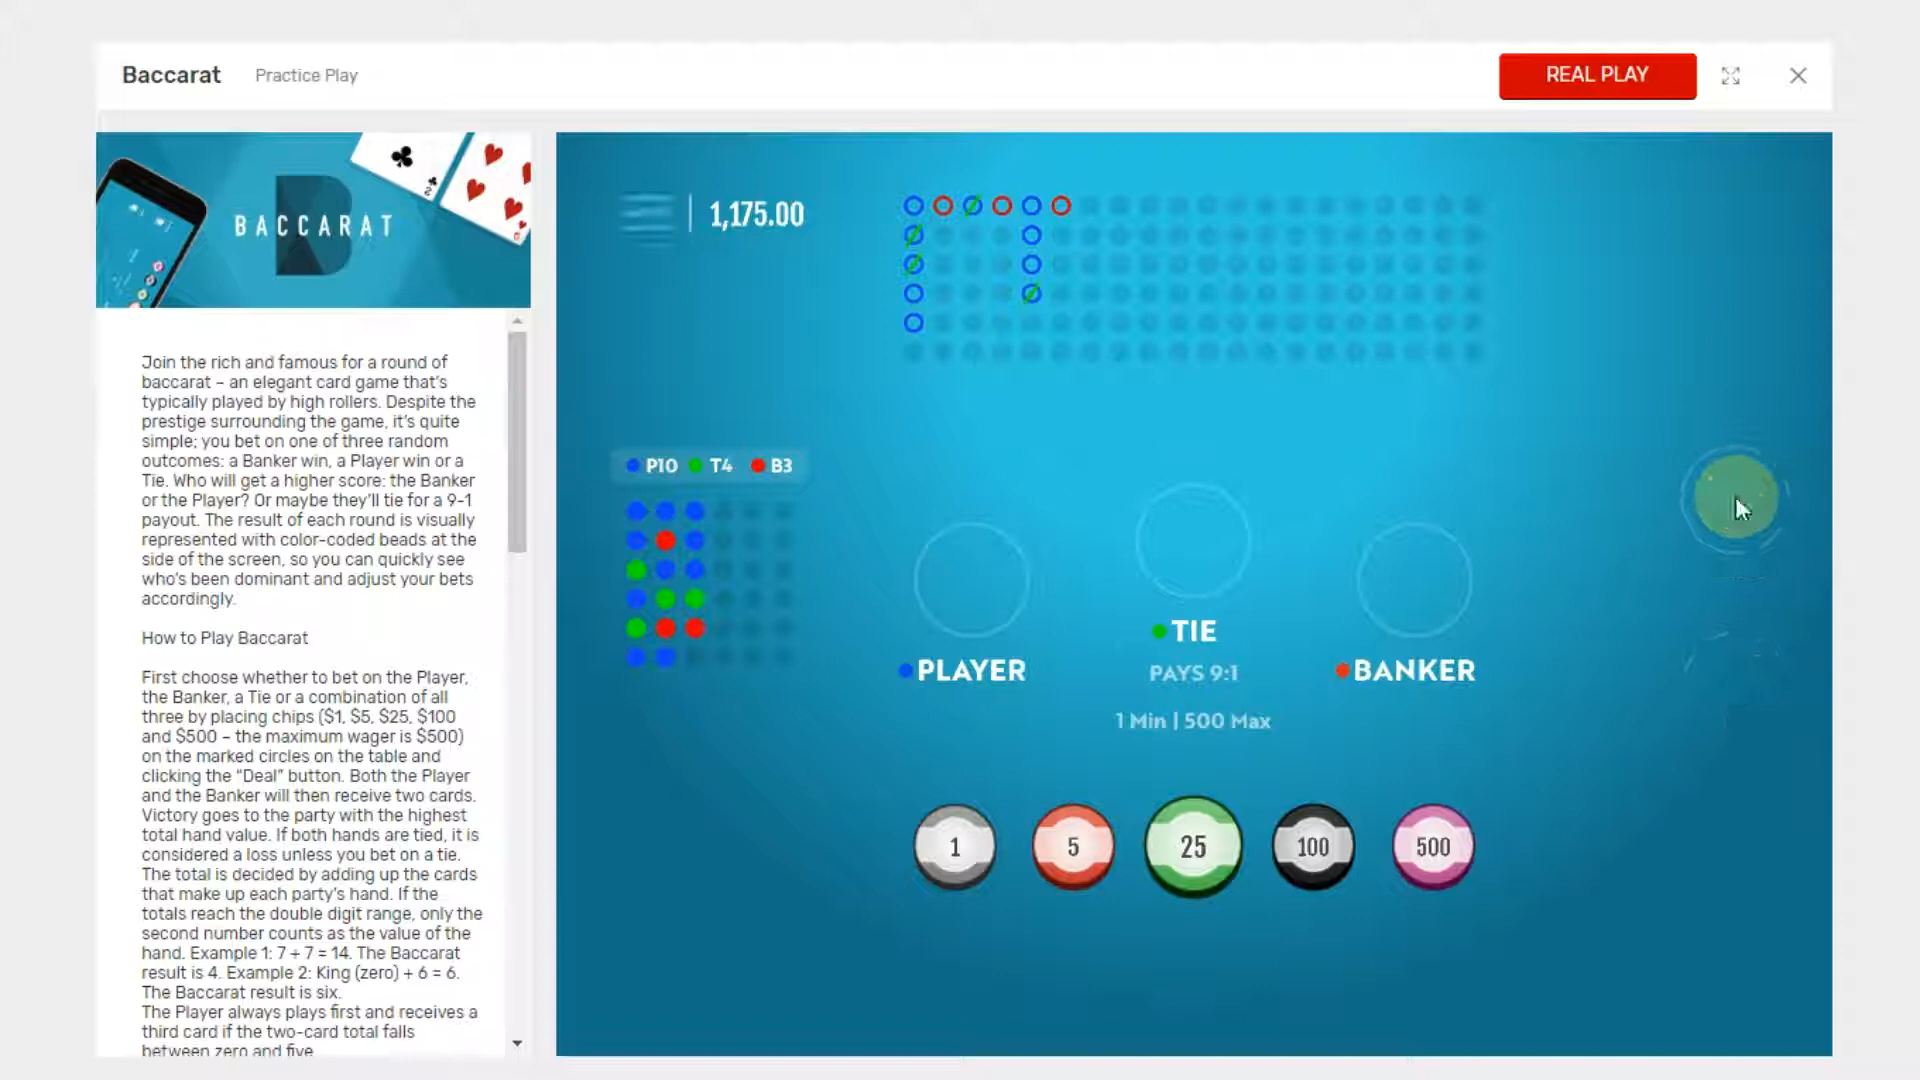 Baccarat
Practice Play
REAL PLAY
BACCARAT
Join the rich and famous for a round of
baccarat – an elegant card game that's
typically played by high rollers. Despite the
prestige surrounding the game, it's quite
simple; you bet on one of three random
outcomes: a Banker win, a Player win or a
Tie. Who will get a higher score: the Banker
or the Player? Or maybe they'll tie for a 9-1
payout. The result of each round is visually
represented with color-coded beads at the
side of the screen, so you can quickly see
who's been dominant and adjust your bets
accordingly.
How to Play Baccarat
First choose whether to bet on the Player,
the Banker, a Tie or a combination of all
three by placing chips ($1, $5, $25, $100
and $500 – the maximum wager is $500)
on the marked circles on the table and
clicking the "Deal" button. Both the Player
and the Banker will then receive two cards.
Victory goes to the party with the highest
total hand value. If both hands are tied, it is
considered a loss unless you bet on a tie.
The total is decided by adding up the cards
that make up each party's hand. If the
totals reach the double digit range, only the
second number counts as the value of the
hand. Example 1: 7 + 7 = 14. The Baccarat
result is 4. Example 2: King (zero) + 6 = 6.
The Baccarat result is six.
The Player always plays first and receives a
third card if the two-card total falls
between zero and five.
1,175.00
P10 T4 B3
TIE
PLAYER
PAYS 9:1
BANKER
1 Min | 500 Max
1
5
25
100
500